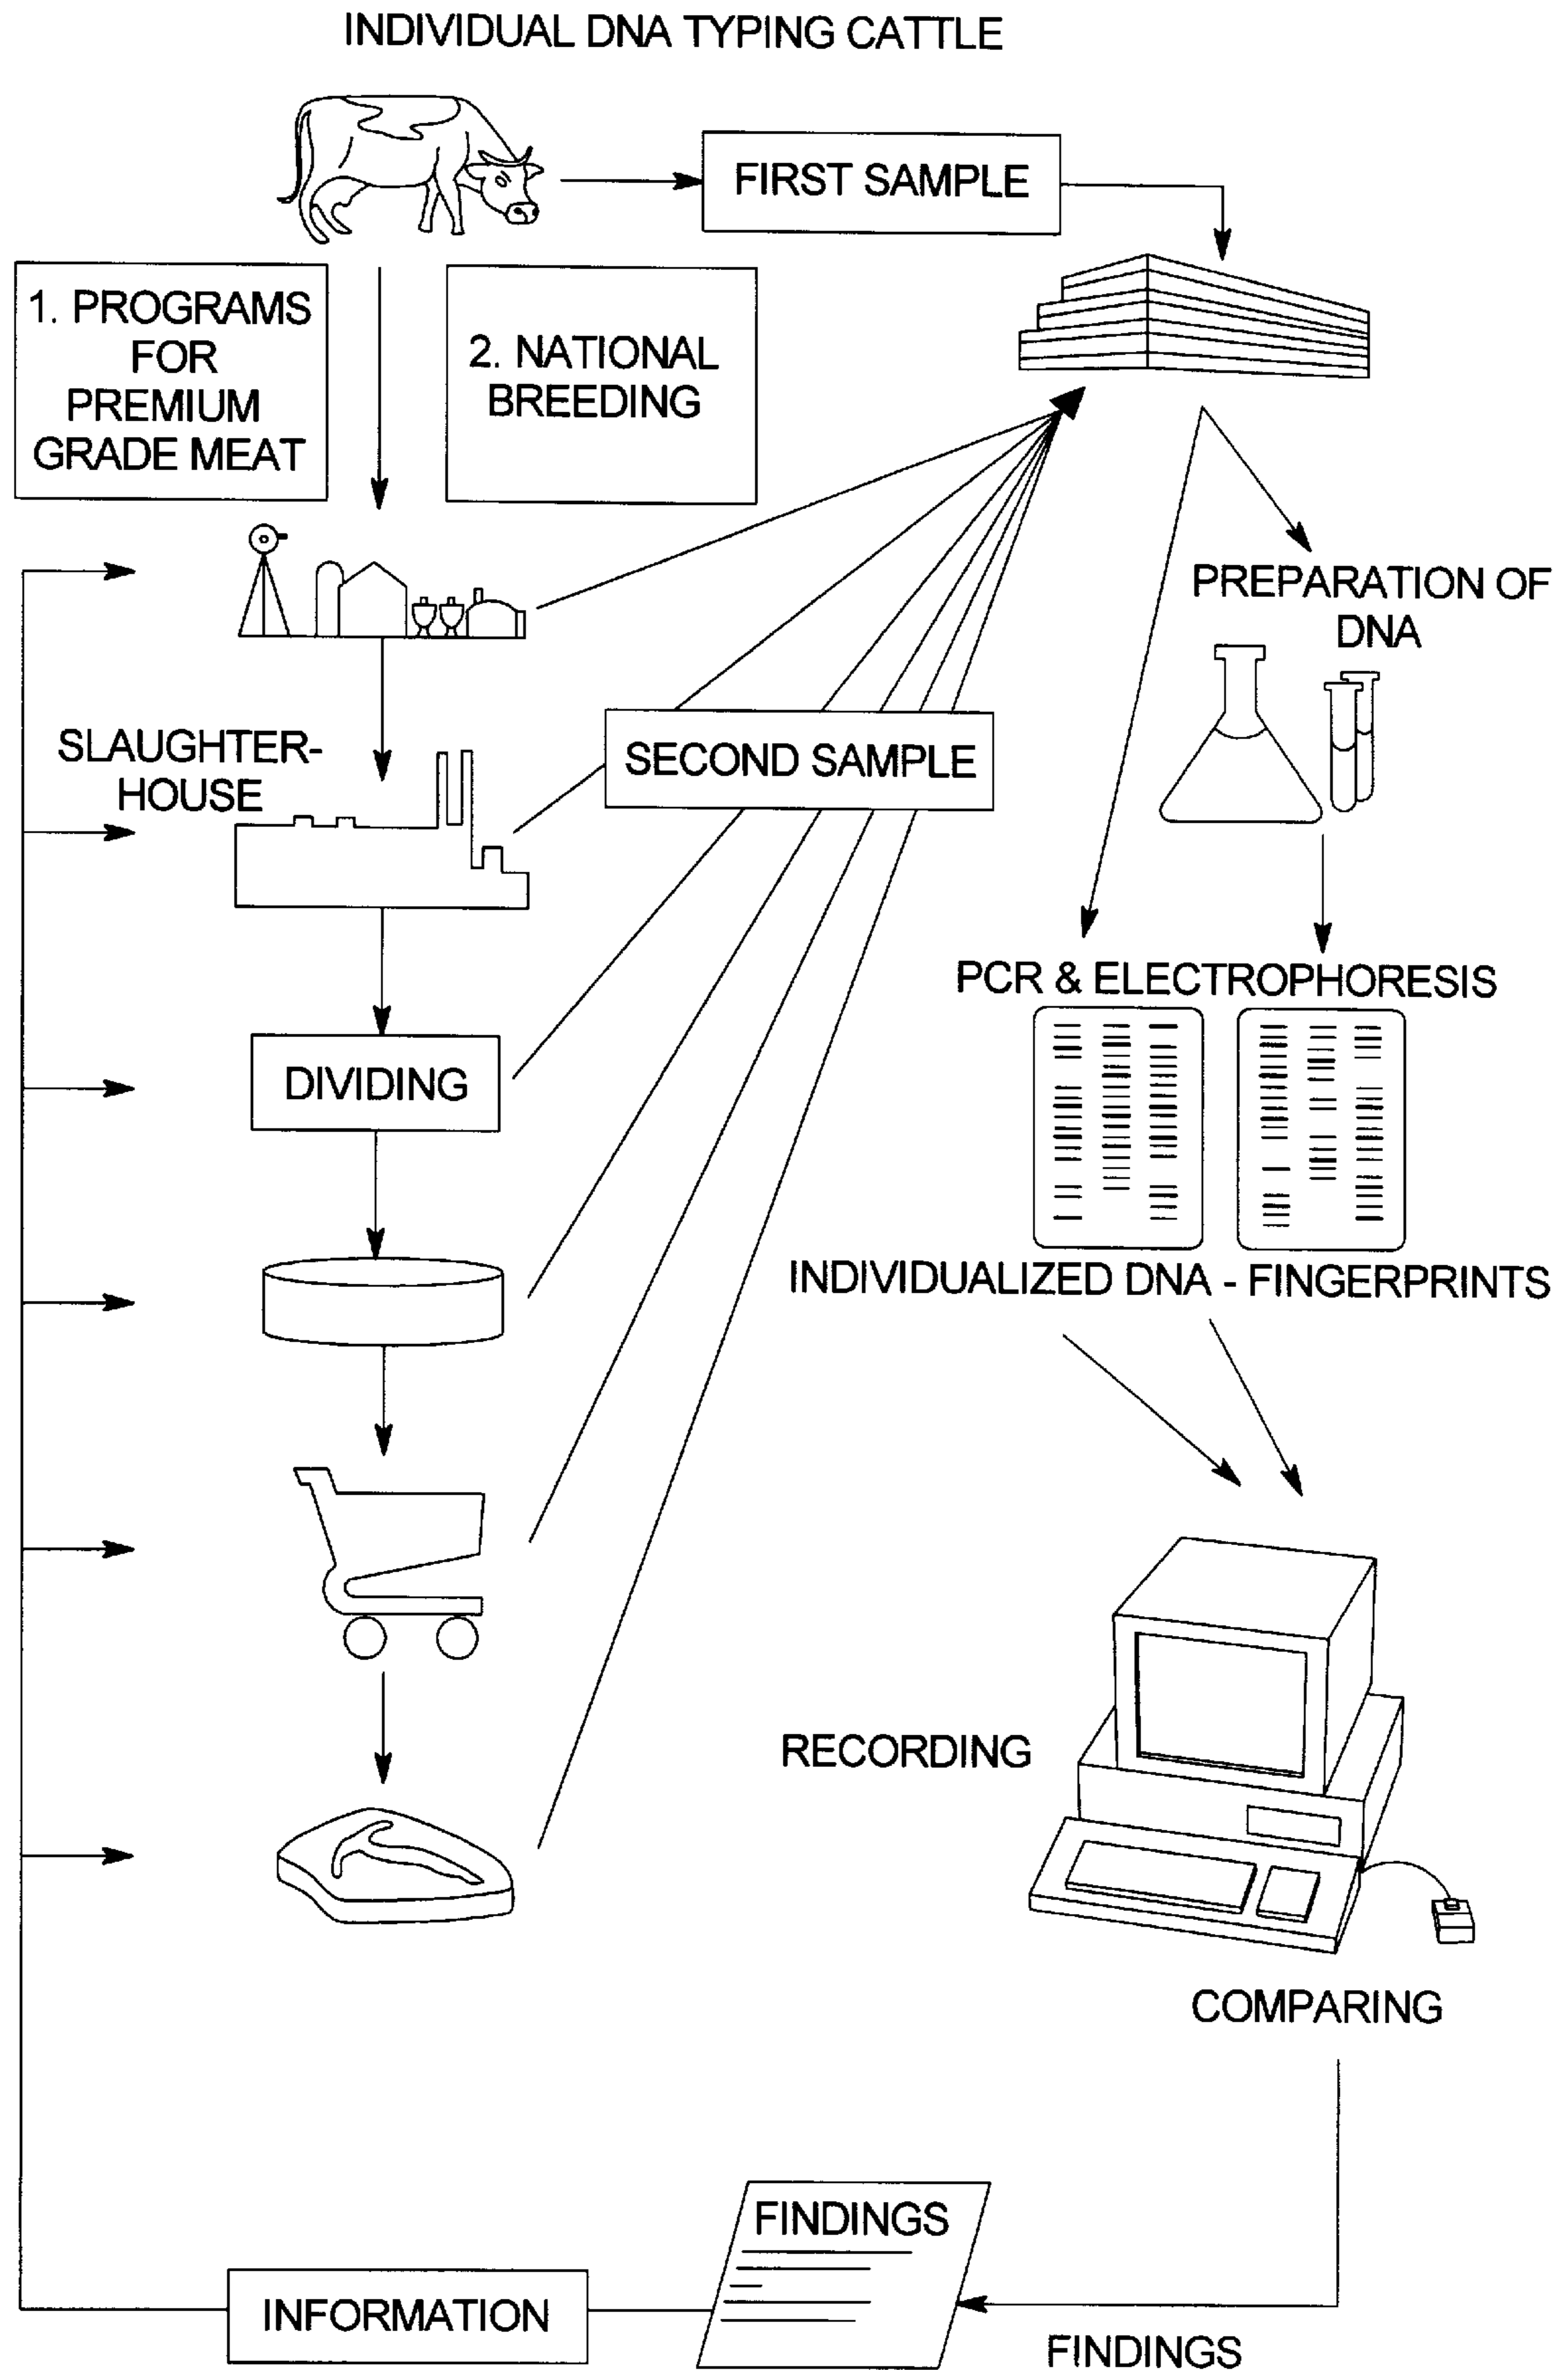 INDIVIDUAL DNA TYPING CATTLE
FIRST SAMPLE
1. PROGRAMS
FOR
PREMIUM
GRADE MEAT
2. NATIONAL
BREEDING
PREPARATION OF
DNA
SLAUGHTER-
HOUSE
SECOND SAMPLE
PCR & ELECTROPHORESIS
DIVIDING
INDIVIDUALIZED DNA - FINGERPRINTS
RECORDING
COMPARING
FINDINGS
INFORMATION
FINDINGS